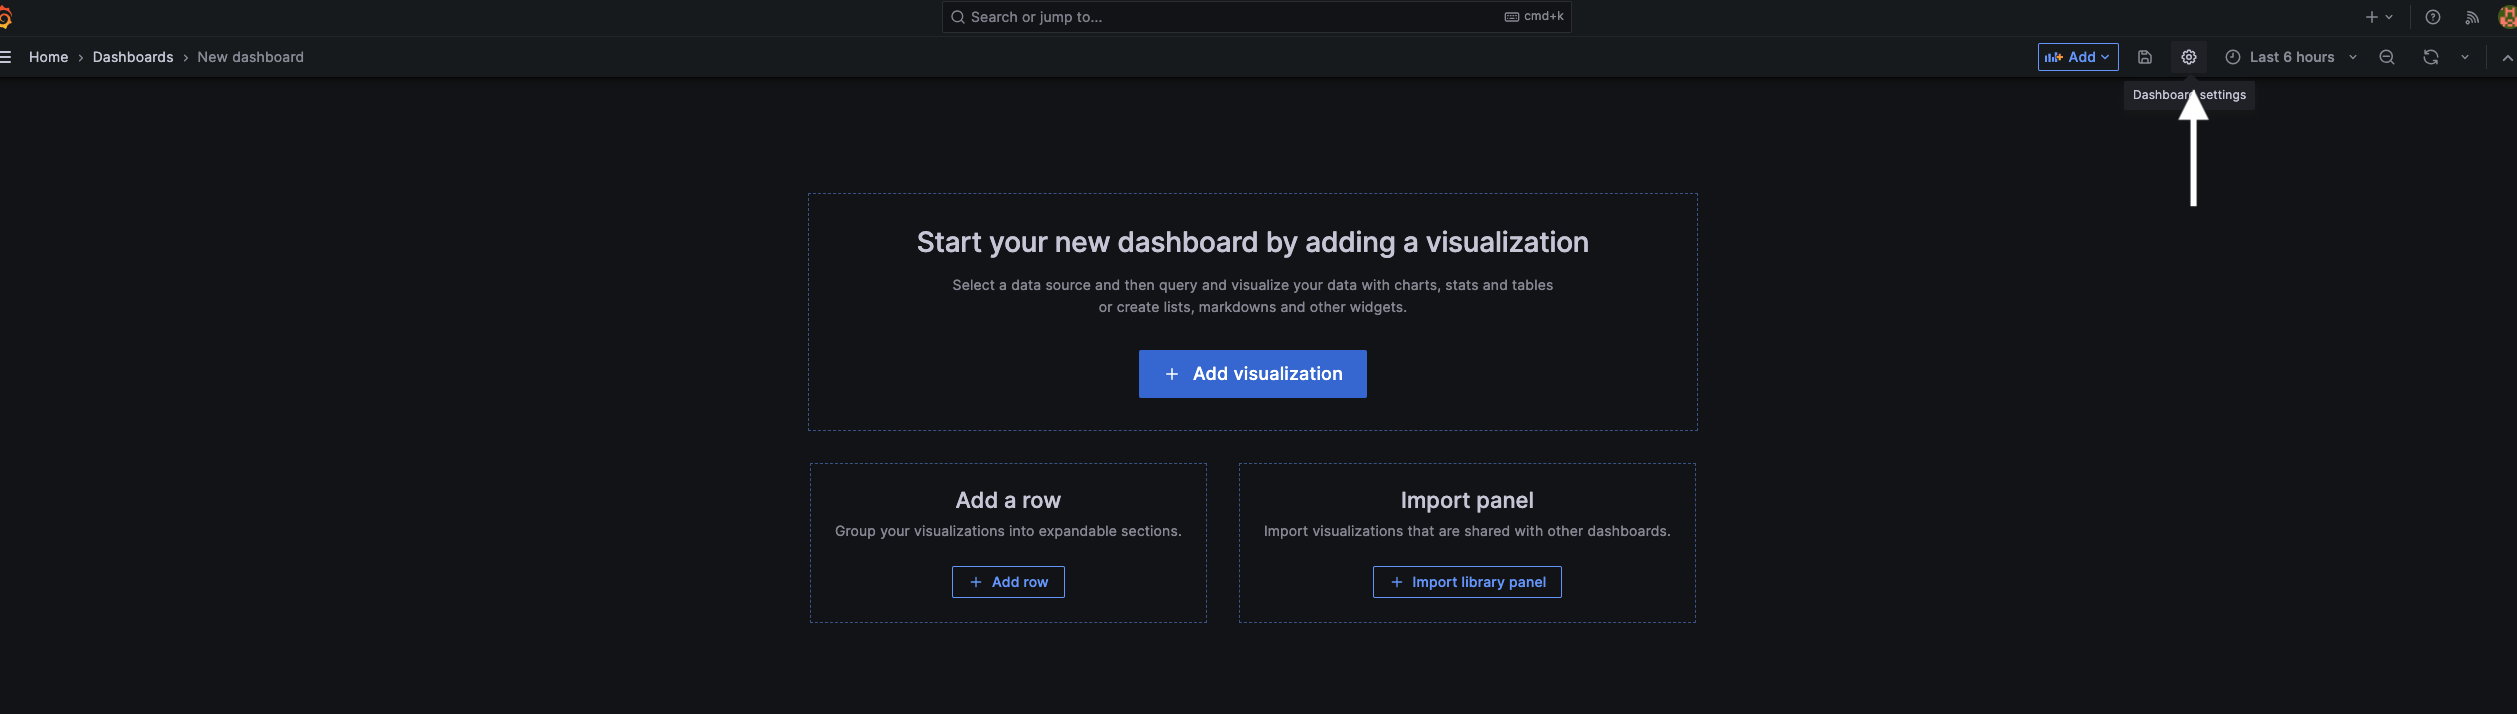 Search or jump to...
cmd+k
Home › Dashboards › New dashboard
Add
Last 6 hours
Dashboard settings
Start your new dashboard by adding a visualization
Select a data source and then query and visualize your data with charts, stats and tables
or create lists, markdowns and other widgets.
+ Add visualization
Add a row
Group your visualizations into expandable sections.
+ Add row
Import panel
Import visualizations that are shared with other dashboards.
+ Import library panel